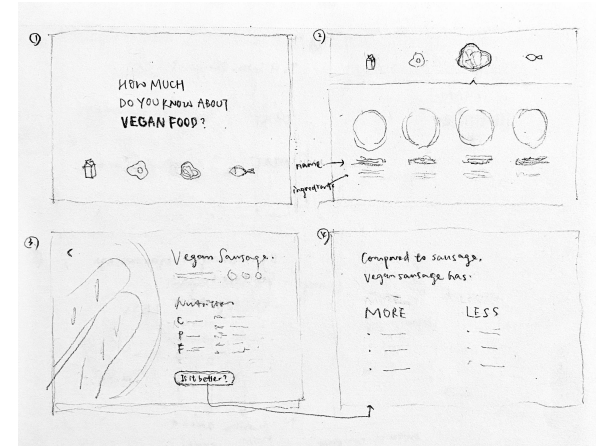 1
HOW MUCH
DO YOU KNOW ABOUT
VEGAN FOOD?
2
name
ingredients
3
<
Vegan Sausage.
Nutrition
C
P
F
Is it better?
4
Compared to sausage,
Vegan sausage has.
MORE
LESS